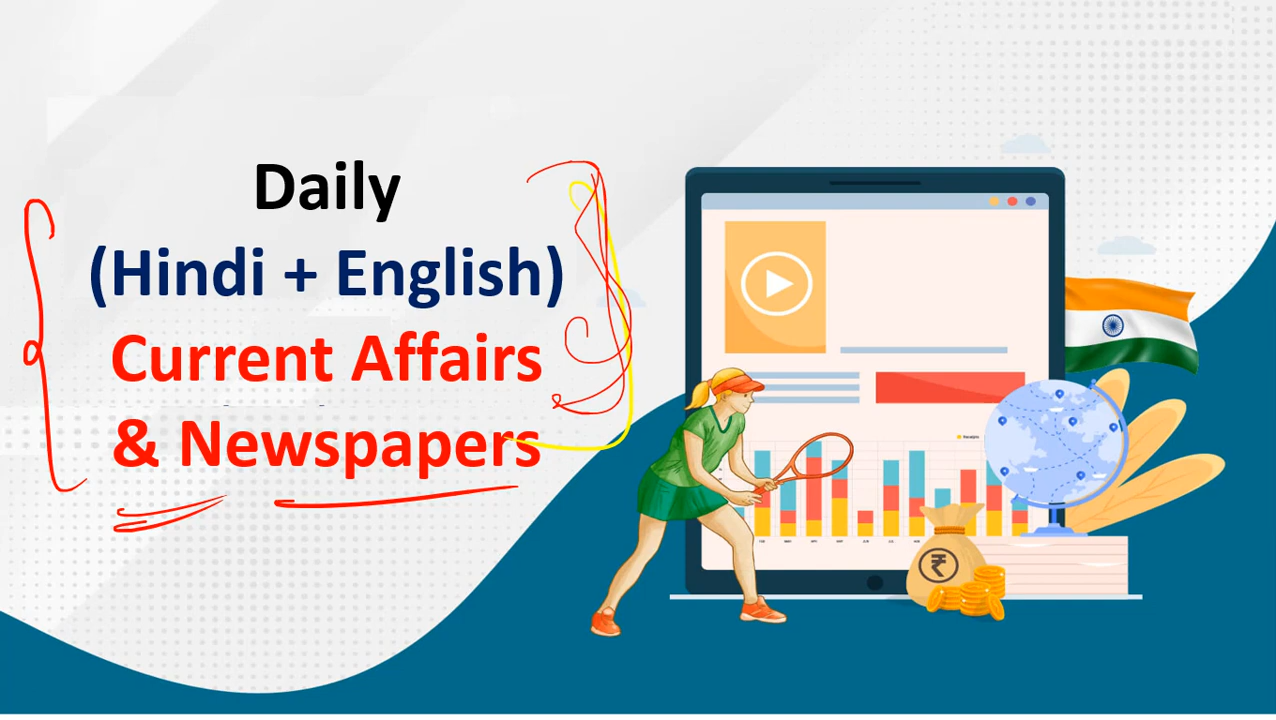 Daily
(Hindi + English)
Current Affairs
& Newspapers
₹